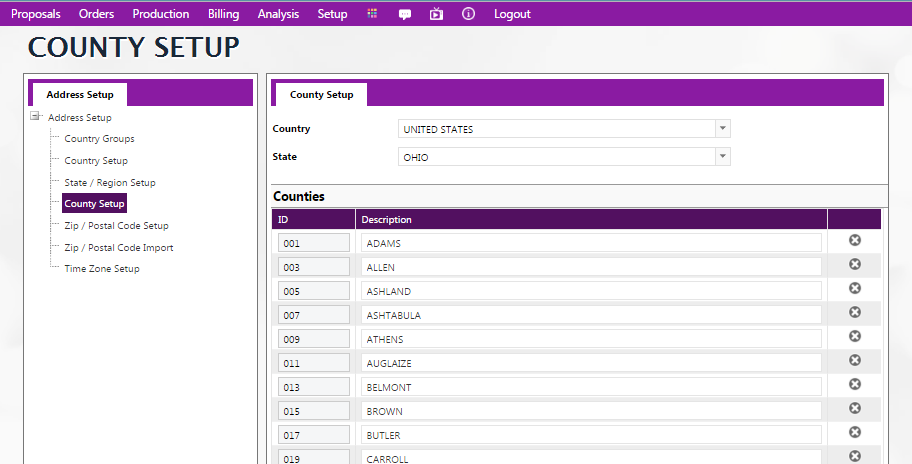 Proposals Orders Production Billing Analysis Setup Logout
COUNTY SETUP
Address Setup
Address Setup
Country Groups
Country Setup
State / Region Setup
County Setup
Zip / Postal Code Setup
Zip / Postal Code Import
Time Zone Setup
County Setup
Country UNITED STATES
State OHIO
Counties
ID Description
001 ADAMS
003 ALLEN
005 ASHLAND
007 ASHTABULA
009 ATHENS
011 AUGLAIZE
013 BELMONT
015 BROWN
017 BUTLER
019 CARROLL